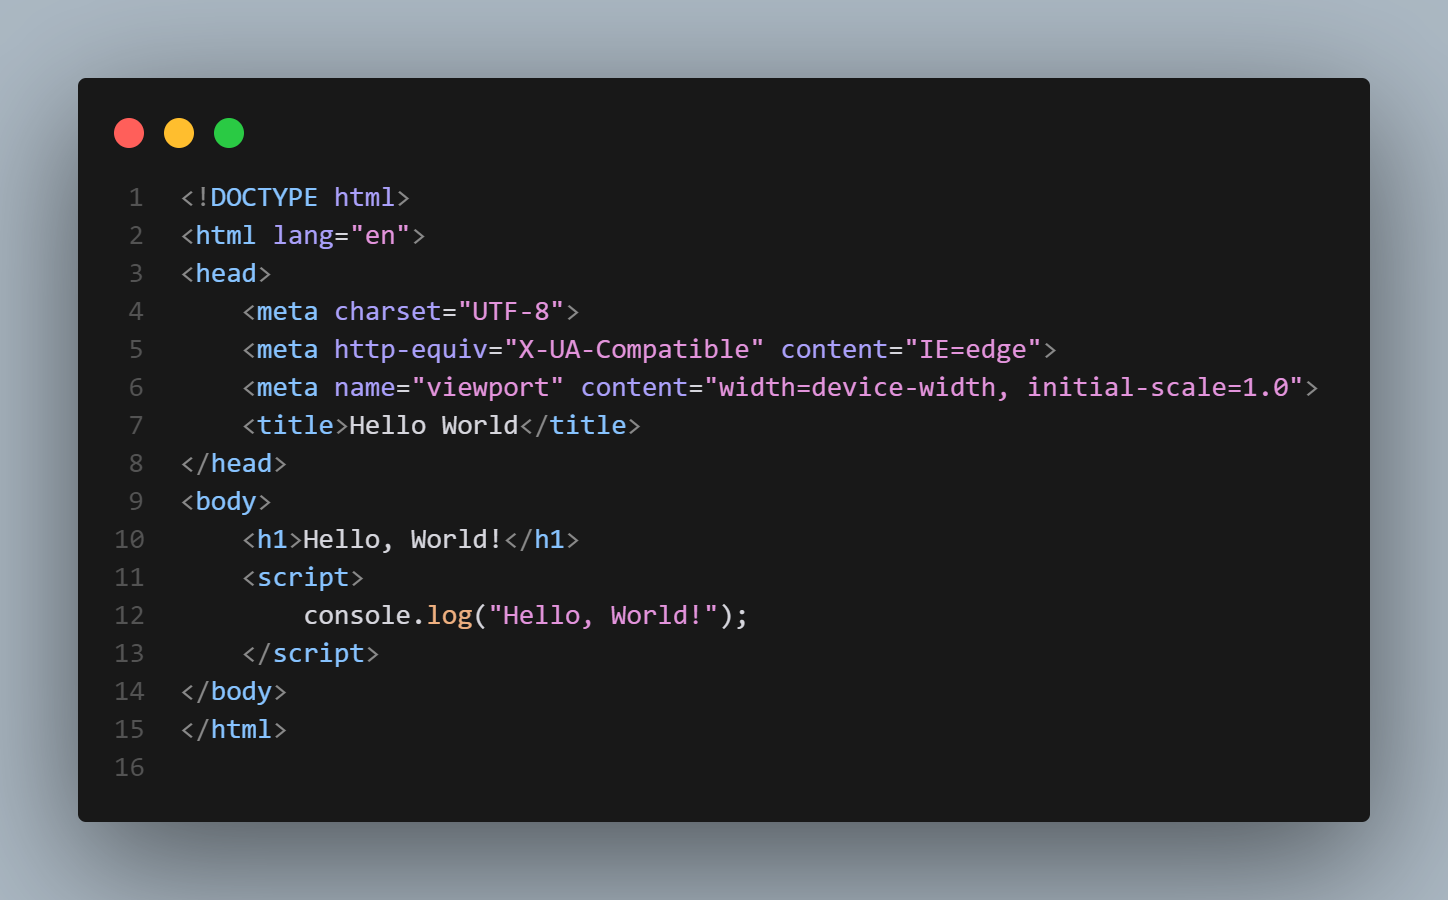 1 <!DOCTYPE html>
2 <html lang="en">
3 <head>
4     <meta charset="UTF-8">
5     <meta http-equiv="X-UA-Compatible" content="IE=edge">
6     <meta name="viewport" content="width=device-width, initial-scale=1.0">
7     <title>Hello World</title>
8 </head>
9 <body>
10     <h1>Hello, World!</h1>
11     <script>
12         console.log("Hello, World!");
13     </script>
14 </body>
15 </html>
16